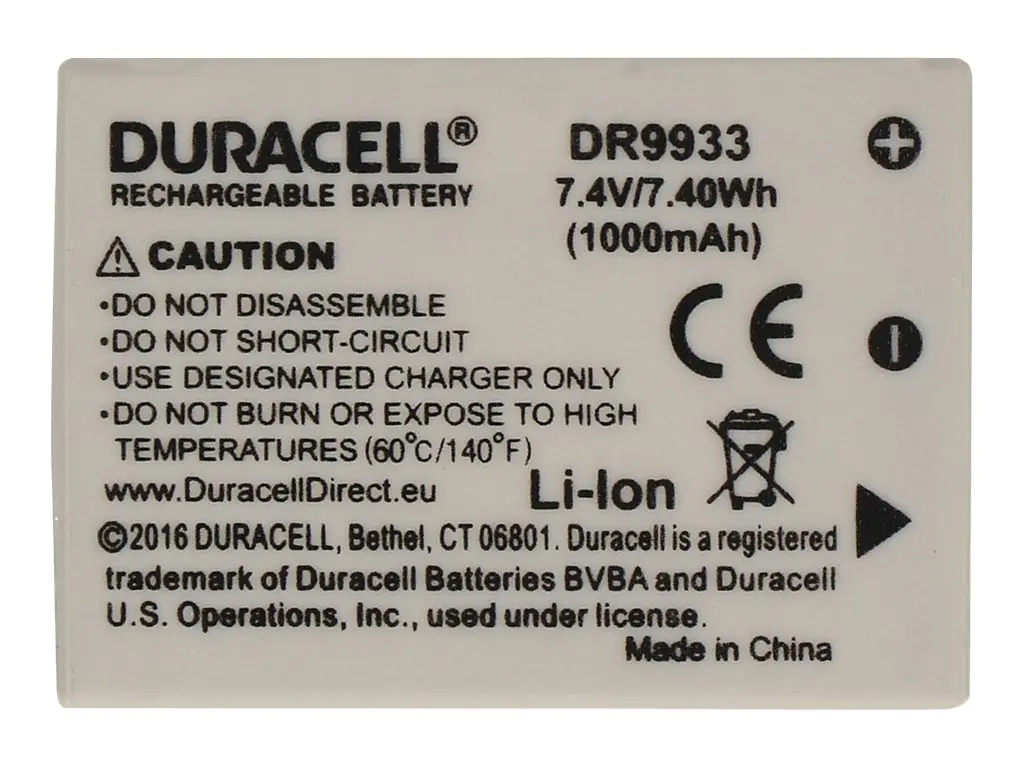 DURACELL®
RECHARGEABLE BATTERY
DR9933
7.4V/7.40Wh
(1000mAh)
⚠ CAUTION
•DO NOT DISASSEMBLE
•DO NOT SHORT-CIRCUIT
•USE DESIGNATED CHARGER ONLY
•DO NOT BURN OR EXPOSE TO HIGH
TEMPERATURES (60°C/140°F)
CE
www.DuracellDirect.eu
Li-Ion
©2016 DURACELL, Bethel, CT 06801. Duracell is a registered
trademark of Duracell Batteries BVBA and Duracell
U.S. Operations, Inc., used under license.
Made in China